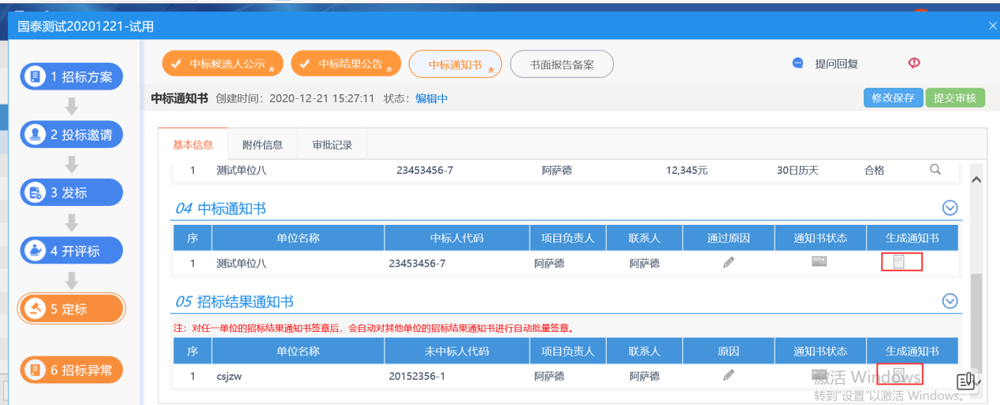 国泰测试20201221-试用
中标候选人公示 * 中标结果公告 * 中标通知书 * 书面报告备案 提问回复
1 招标方案
2 投标邀请
3 发标
4 开评标
5 定标
6 招标异常
中标通知书 创建时间：2020-12-21 15:27:11 状态：编辑中 修改保存 提交审核
基本信息 附件信息 审批记录
1 测试单位八 23453456-7 阿萨德 12,345元 30日历天 合格
04 中标通知书
序 单位名称 中标人代码 项目负责人 联系人 通过原因 通知书状态 生成通知书
1 测试单位八 23453456-7 阿萨德 阿萨德
05 招标结果通知书
注：对任一单位的招标结果通知书签章后，会自动对其他单位的招标结果通知书进行自动批量签章。
序 单位名称 未中标人代码 项目负责人 联系人 原因 通知书状态 生成通知书
1 csjzw 20152356-1 阿萨德 阿萨德
激活 Windows
转到"设置"以激活 Windows。